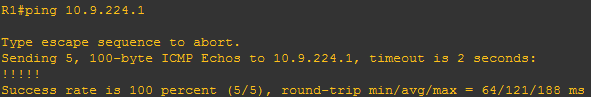 R1#ping 10.9.224.1
Type escape sequence to abort.
Sending 5, 100-byte ICMP Echos to 10.9.224.1, timeout is 2 seconds:
!!!!!
Success rate is 100 percent (5/5), round-trip min/avg/max = 64/121/188 ms